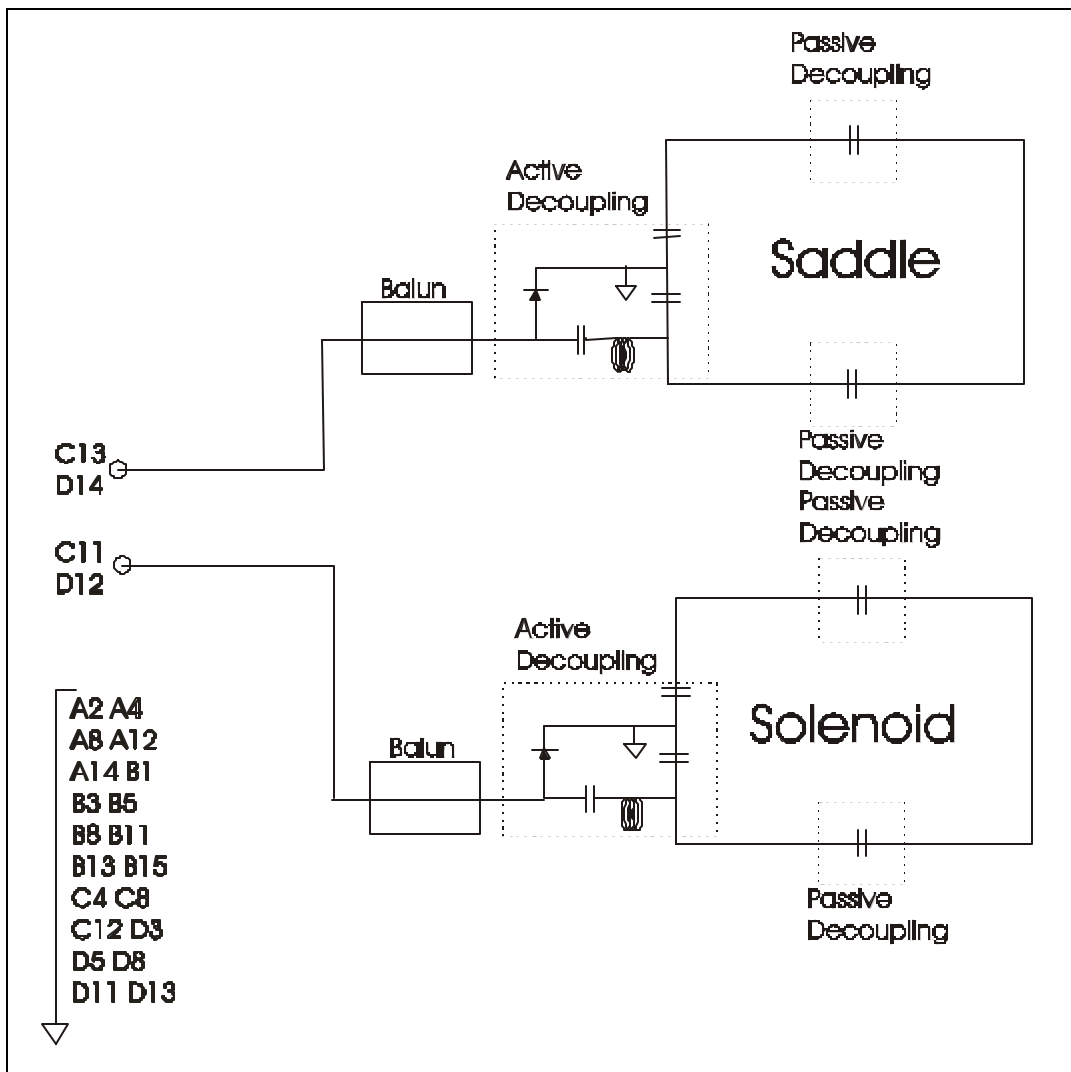 Passive
Decoupling
Active
Decoupling
Saddle
Balun
Passive
Decoupling
C13
D14
Passive
Decoupling
C11
D12
Active
Decoupling
Solenoid
Balun
A2 A4
A8 A12
A14 B1
B3 B5
B8 B11
B13 B15
C4 C8
C12 D3
D5 D8
D11 D13
Passive
Decoupling